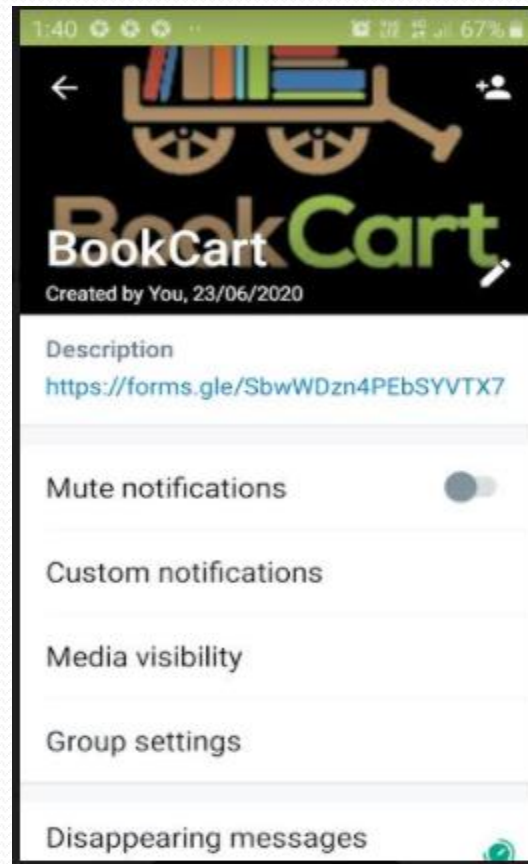 1:40
67%
BookCart
BookCart
Created by You, 23/06/2020
Description
https://forms.gle/SbwWDzn4PEbSYVTX7
Mute notifications
Custom notifications
Media visibility
Group settings
Disappearing messages